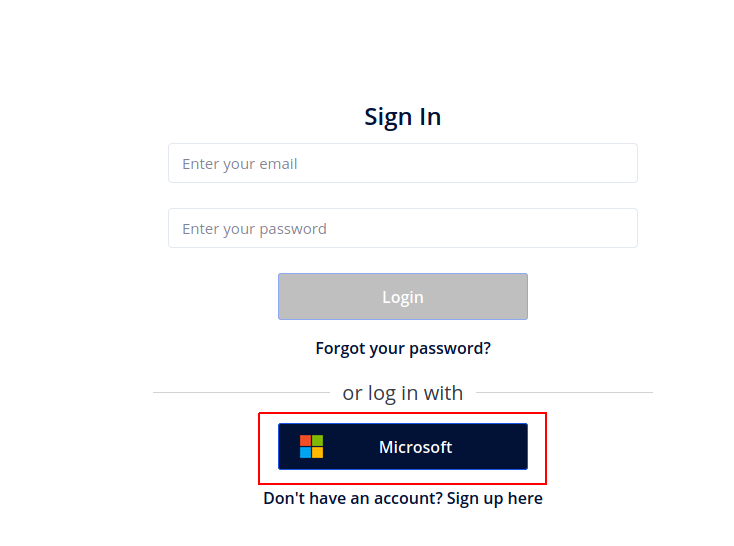 Sign In
Enter your email
Enter your password
Login
Forgot your password?
or log in with
Microsoft
Don't have an account? Sign up here